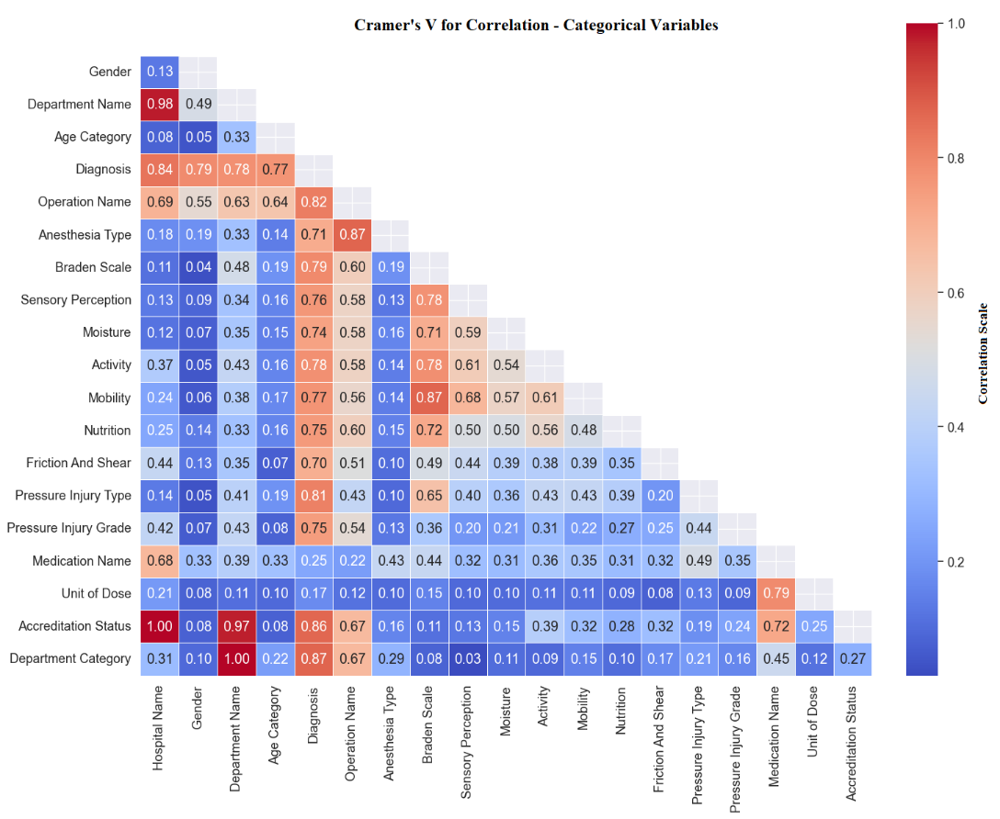 Cramer's V for Correlation - Categorical Variables
1.0
Gender 0.13
Department Name 0.98 0.49
Age Category 0.08 0.05 0.33
0.8
Diagnosis 0.84 0.79 0.78 0.77
Operation Name 0.69 0.55 0.63 0.64 0.82
Anesthesia Type 0.18 0.19 0.33 0.14 0.71 0.87
Braden Scale 0.11 0.04 0.48 0.19 0.79 0.60 0.19
0.6
Sensory Perception 0.13 0.09 0.34 0.16 0.76 0.58 0.13 0.78
Moisture 0.12 0.07 0.35 0.15 0.74 0.58 0.16 0.71 0.59
Activity 0.37 0.05 0.43 0.16 0.78 0.58 0.14 0.78 0.61 0.54
Correlation Scale
Mobility 0.24 0.06 0.38 0.17 0.77 0.56 0.14 0.87 0.68 0.57 0.61
0.4
Nutrition 0.25 0.14 0.33 0.16 0.75 0.60 0.15 0.72 0.50 0.50 0.56 0.48
Friction And Shear 0.44 0.13 0.35 0.07 0.70 0.51 0.10 0.49 0.44 0.39 0.38 0.39 0.35
Pressure Injury Type 0.14 0.05 0.41 0.19 0.81 0.43 0.10 0.65 0.40 0.36 0.43 0.43 0.39 0.20
Pressure Injury Grade 0.42 0.07 0.43 0.08 0.75 0.54 0.13 0.36 0.20 0.21 0.31 0.22 0.27 0.25 0.44
Medication Name 0.68 0.33 0.39 0.33 0.25 0.22 0.43 0.44 0.32 0.31 0.36 0.35 0.31 0.32 0.49 0.35
0.2
Unit of Dose 0.21 0.08 0.11 0.10 0.17 0.12 0.10 0.15 0.10 0.10 0.11 0.11 0.09 0.08 0.13 0.09 0.79
Accreditation Status 1.00 0.08 0.97 0.08 0.86 0.67 0.16 0.11 0.13 0.15 0.39 0.32 0.28 0.32 0.19 0.24 0.72 0.25
Department Category 0.31 0.10 1.00 0.22 0.87 0.67 0.29 0.08 0.03 0.11 0.09 0.15 0.10 0.17 0.21 0.16 0.45 0.12 0.27
Hospital Name
Gender
Department Name
Age Category
Diagnosis
Operation Name
Anesthesia Type
Braden Scale
Sensory Perception
Moisture
Activity
Mobility
Nutrition
Friction And Shear
Pressure Injury Type
Pressure Injury Grade
Medication Name
Unit of Dose
Accreditation Status